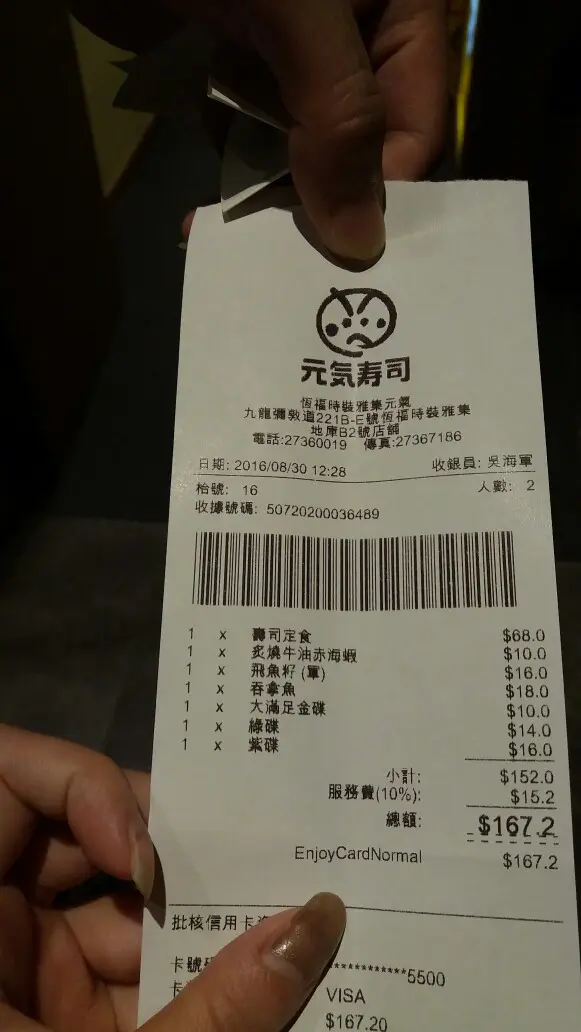 元気寿司
恆福時裝雅集元氣
九龍彌敦道221B-E號恆福時裝雅集
地庫B2號店舖
電話:27360019 傳真:27367186
日期: 2016/08/30 12:28 收銀員: 吳海軍
枱號: 16 人數: 2
收據號碼: 50720200036489
1 x 壽司定食 $68.0
1 x 炙燒牛油赤海蝦 $10.0
1 x 飛魚籽(軍) $16.0
1 x 吞拿魚 $18.0
1 x 大滿足金碟 $10.0
1 x 綠碟 $14.0
1 x 紫碟 $16.0
小計: $152.0
服務費(10%): $15.2
總額: $167.2
EnjoyCardNormal $167.2
批核信用卡
卡號 ************5500
卡 VISA
$167.20